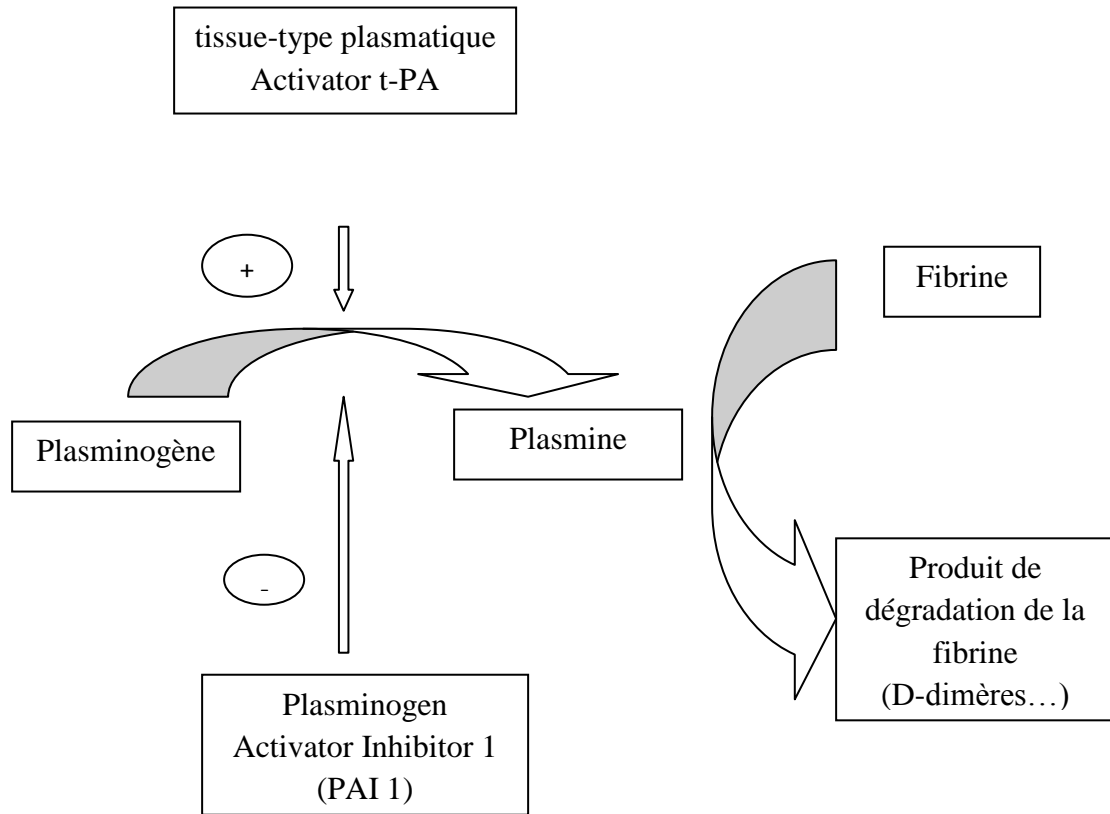 tissue-type plasmatique
Activator t-PA
+
Fibrine
Plasminogène
Plasmine
-
Produit de
dégradation de la
fibrine
(D-dimères…)
Plasminogen
Activator Inhibitor 1
(PAI 1)